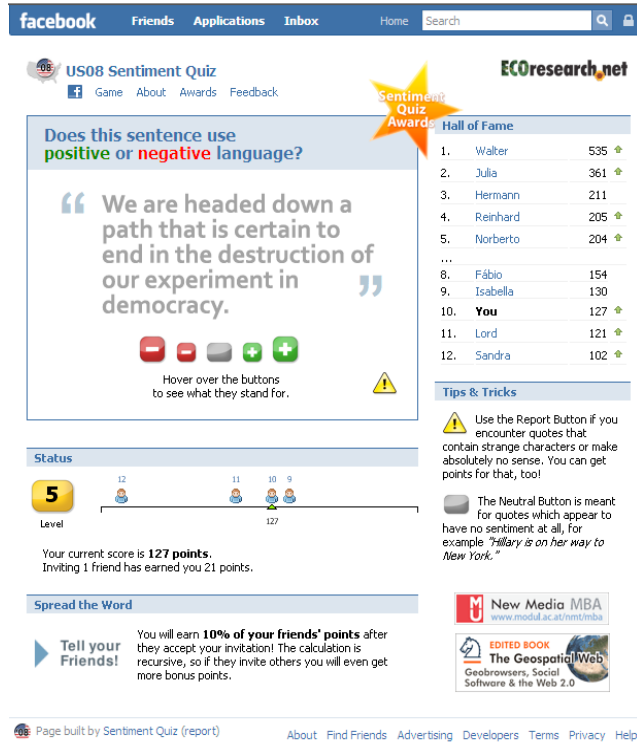 facebook Friends Applications Inbox Home Search
08 US08 Sentiment Quiz
Game About Awards Feedback
ECOresearch.net
Sentiment
Quiz
Awards
Does this sentence use
positive or negative language?
“ We are headed down a
path that is certain to
end in the destruction of
our experiment in
democracy. ”
Hover over the buttons
to see what they stand for.
Hall of Fame
1. Walter 535
2. Julia 361
3. Hermann 211
4. Reinhard 205
5. Norberto 204
...
8. Fábio 154
9. Isabella 130
10. You 127
11. Lord 121
12. Sandra 102
Tips & Tricks
Use the Report Button if you
encounter quotes that
contain strange characters or make
absolutely no sense. You can get
points for that, too!
The Neutral Button is meant
for quotes which appear to
have no sentiment at all, for
example "Hillary is on her way to
New York."
Status
5
Level
12 11 10 9
127
Your current score is 127 points.
Inviting 1 friend has earned you 21 points.
Spread the Word
Tell your
Friends!
You will earn 10% of your friends' points after
they accept your invitation! The calculation is
recursive, so if they invite others you will even get
more bonus points.
MU New Media MBA
www.modul.ac.at/nmt/mba
EDITED BOOK
The Geospatial Web
Geobrowsers, Social
Software & the Web 2.0
08 Page built by Sentiment Quiz (report)
About Find Friends Advertising Developers Terms Privacy Help